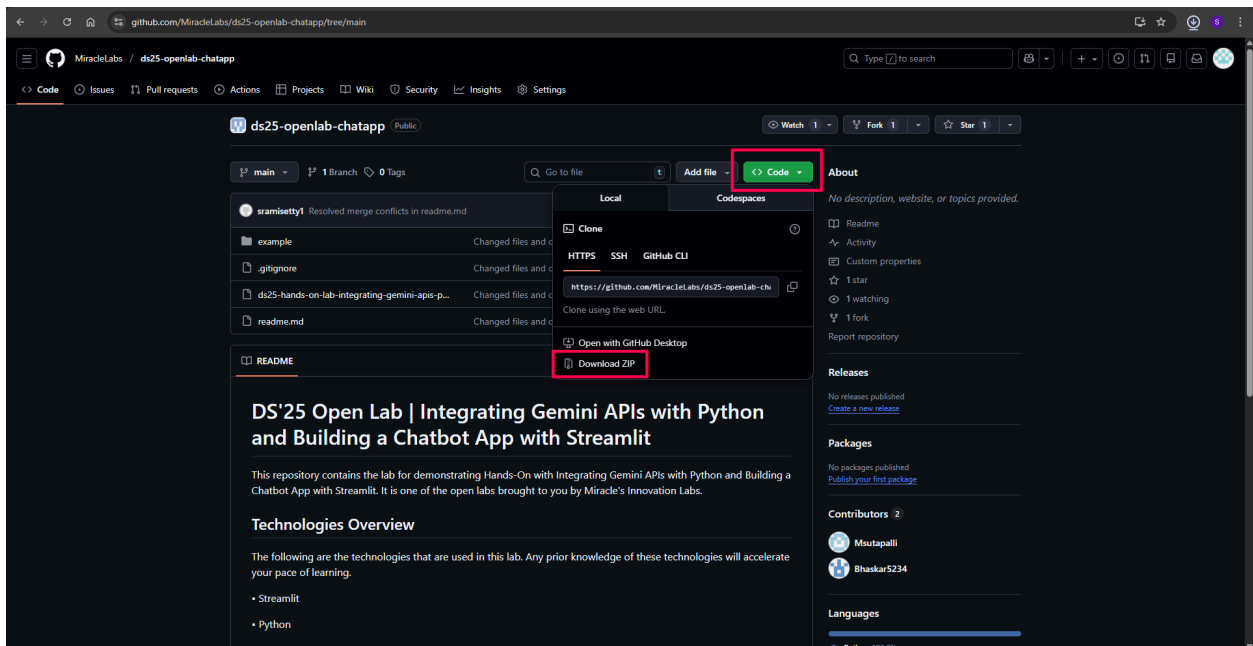 github.com/MiracleLabs/ds25-openlab-chatapp/tree/main
S
MiracleLabs / ds25-openlab-chatapp
Type / to search
<> Code Issues Pull requests Actions Projects Wiki Security Insights Settings
ds25-openlab-chatapp Public
Watch 1 Fork 1 Star 1
main 1 Branch 0 Tags
Go to file t
Add file
<> Code
Local Codespaces
Clone
HTTPS SSH GitHub CLI
https://github.com/MiracleLabs/ds25-openlab-cha
Clone using the web URL.
Open with GitHub Desktop
Download ZIP
sramisetty1 Resolved merge conflicts in readme.md
example Changed files and c
.gitignore Changed files and c
ds25-hands-on-lab-integrating-gemini-apis-p... Changed files and c
readme.md Changed files and c
README
DS'25 Open Lab | Integrating Gemini APIs with Python
and Building a Chatbot App with Streamlit
This repository contains the lab for demonstrating Hands-On with Integrating Gemini APIs with Python and Building a
Chatbot App with Streamlit. It is one of the open labs brought to you by Miracle's Innovation Labs.
Technologies Overview
The following are the technologies that are used in this lab. Any prior knowledge of these technologies will accelerate
your pace of learning.
• Streamlit
• Python
About
No description, website, or topics provided.
Readme
Activity
Custom properties
1 star
1 watching
1 fork
Report repository
Releases
No releases published
Create a new release
Packages
No packages published
Publish your first package
Contributors 2
Msutapalli
Bhaskar5234
Languages